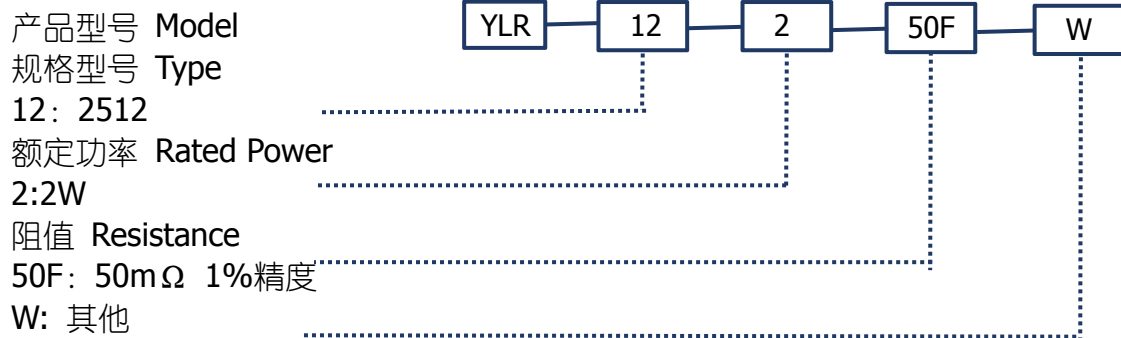 产品型号 Model
YLR 12 2 50F W
规格型号 Type
12：2512
额定功率 Rated Power
2:2W
阻值 Resistance
50F：50mΩ 1%精度
W: 其他